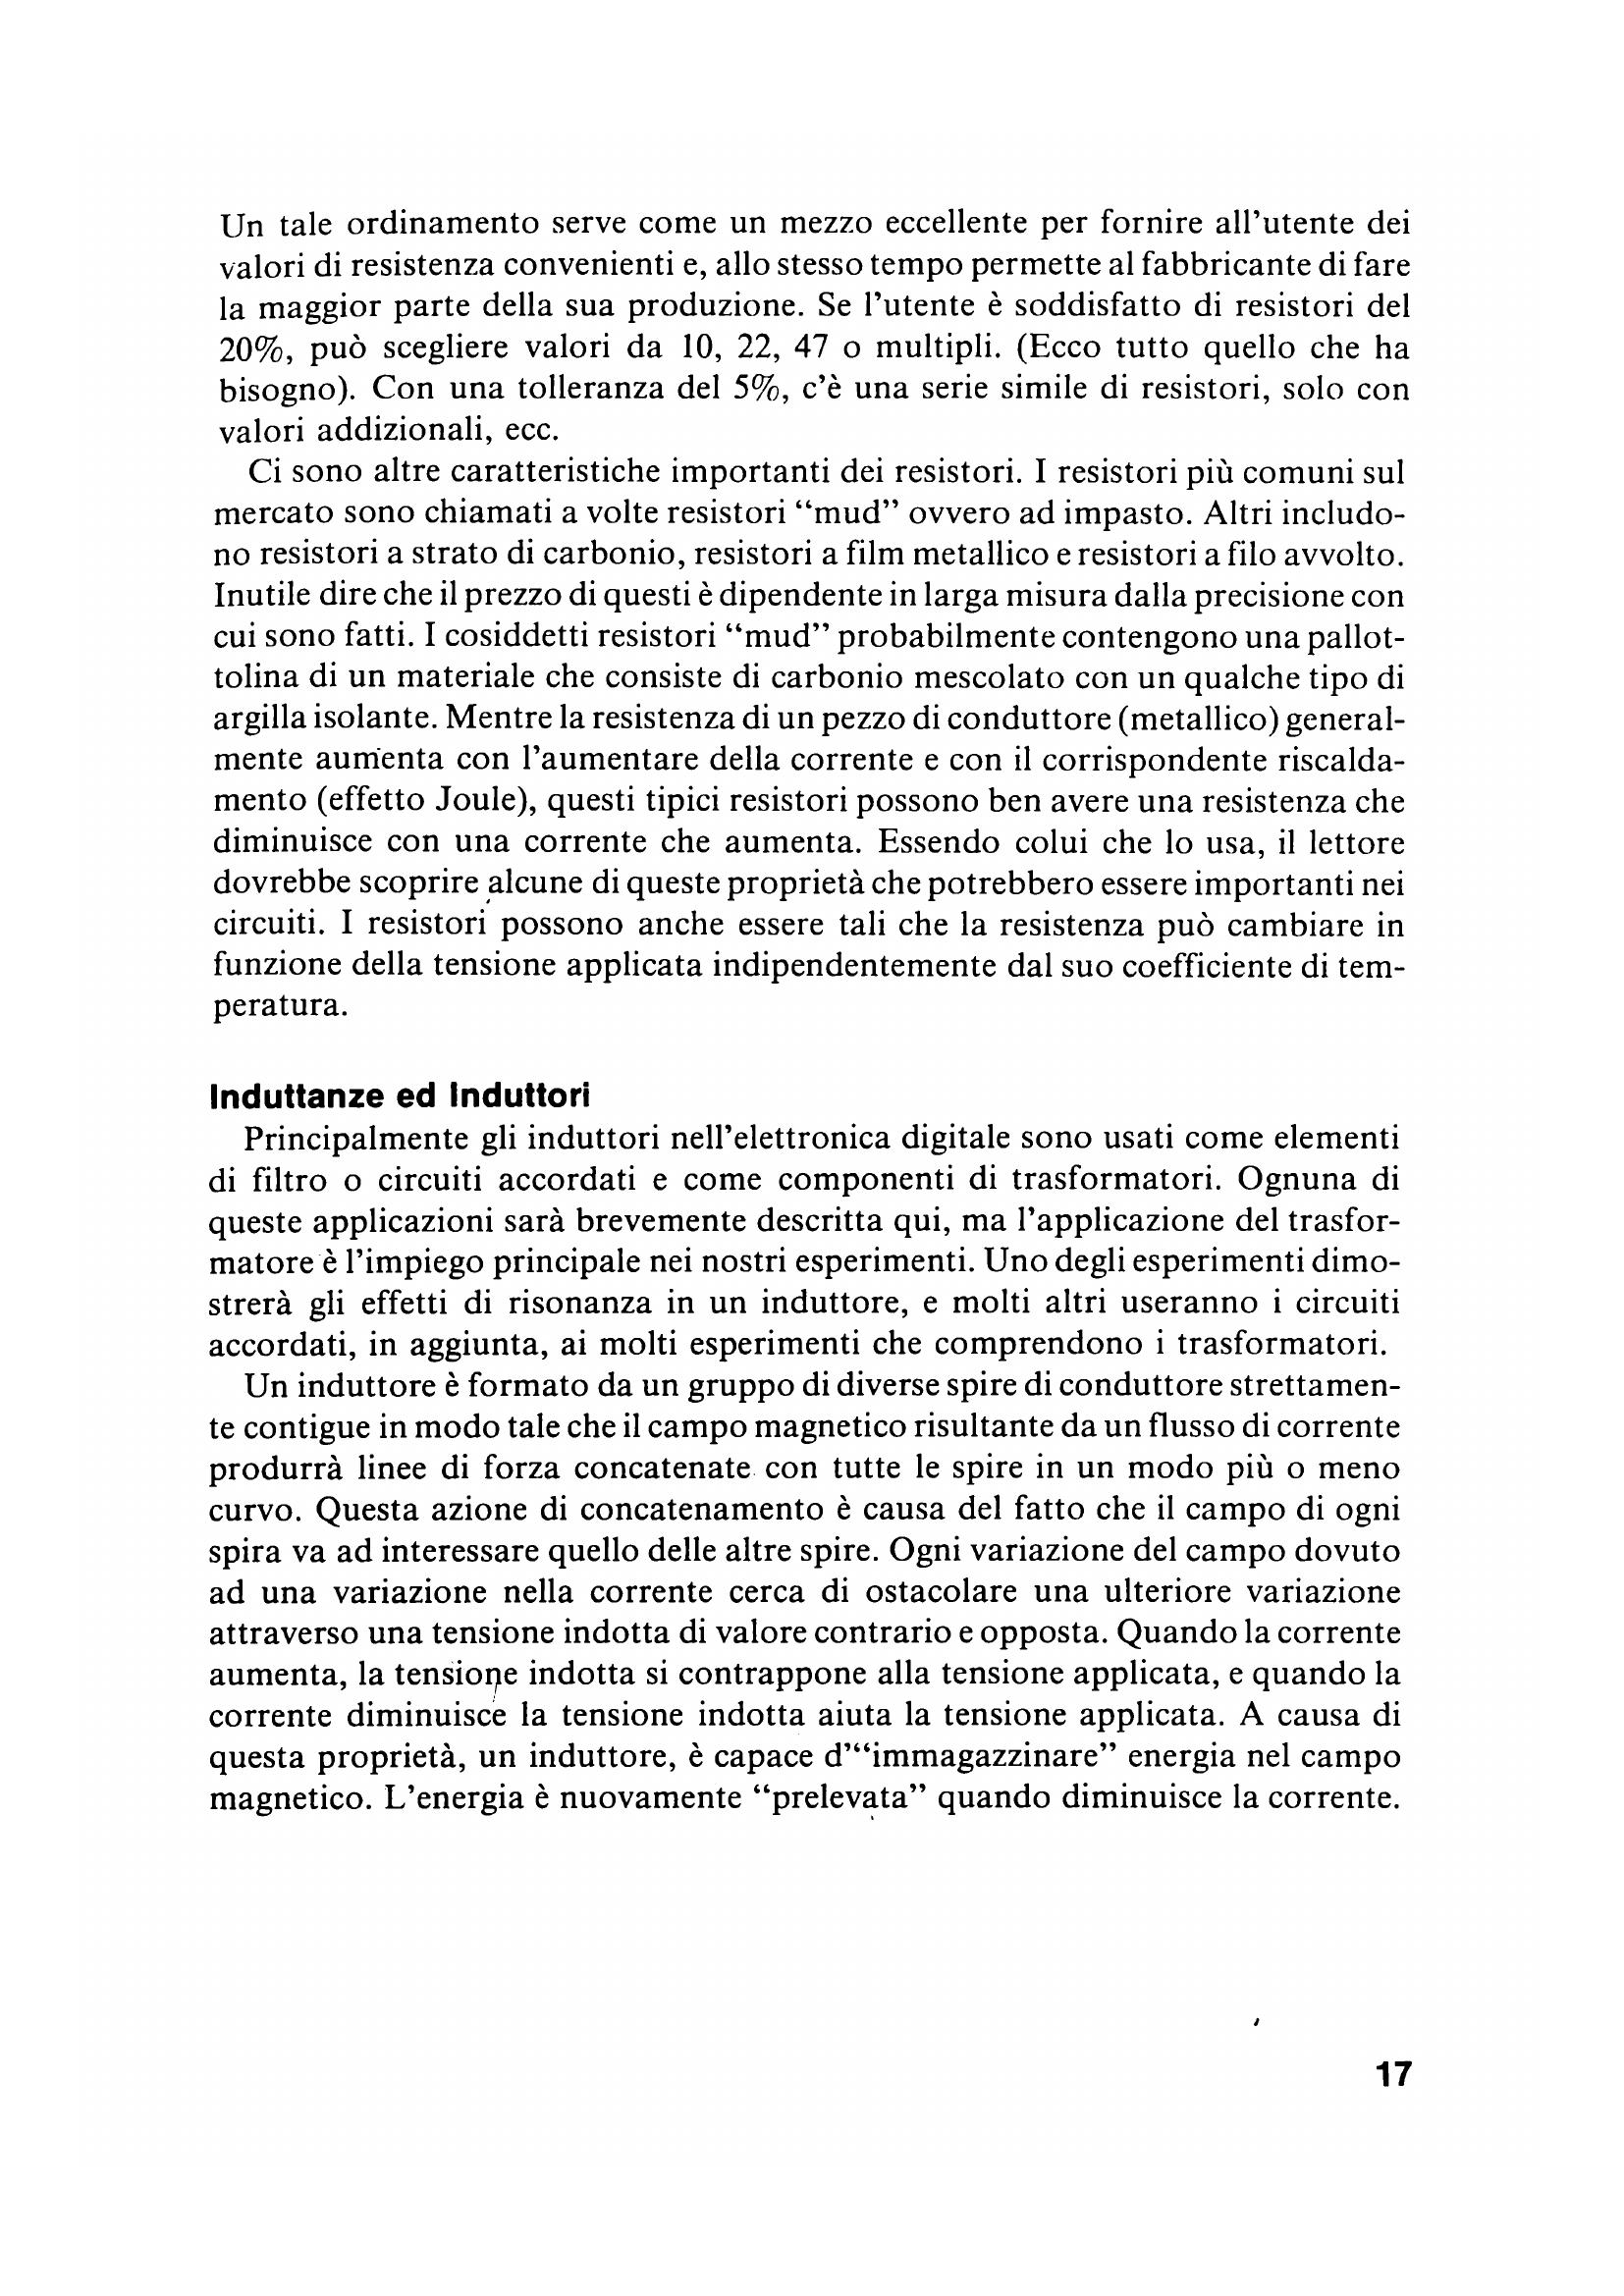 Un tale ordinamento serve come un mezzo eccellente per fornire all’utente dei
valori di resistenza convenienti e, allo stesso tempo permette al fabbricante di fare
la maggior parte della sua produzione. Se l’utente è soddisfatto di resistori del
20%, può scegliere valori da 10, 22, 47 o multipli. (Ecco tutto quello che ha
bisogno). Con una tolleranza del 5%, c’è una serie simile di resistori, solo con
valori addizionali, ecc.
Ci sono altre caratteristiche importanti dei resistori. I resistori più comuni sul
mercato sono chiamati a volte resistori “mud” ovvero ad impasto. Altri includo-
no resistori a strato di carbonio, resistori a film metallico e resistori a filo avvolto.
Inutile dire che il prezzo di questi è dipendente in larga misura dalla precisione con
cui sono fatti. I cosiddetti resistori “mud” probabilmente contengono una pallot-
tolina di un materiale che consiste di carbonio mescolato con un qualche tipo di
argilla isolante. Mentre la resistenza di un pezzo di conduttore (metallico) general-
mente aumenta con l’aumentare della corrente e con il corrispondente riscalda-
mento (effetto Joule), questi tipici resistori possono ben avere una resistenza che
diminuisce con una corrente che aumenta. Essendo colui che lo usa, il lettore
dovrebbe scoprire alcune di queste proprietà che potrebbero essere importanti nei
circuiti. I resistori possono anche essere tali che la resistenza può cambiare in
funzione della tensione applicata indipendentemente dal suo coefficiente di tem-
peratura.
Induttanze ed Induttori
Principalmente gli induttori nell’elettronica digitale sono usati come elementi
di filtro o circuiti accordati e come componenti di trasformatori. Ognuna di
queste applicazioni sarà brevemente descritta qui, ma l’applicazione del trasfor-
matore è l’impiego principale nei nostri esperimenti. Uno degli esperimenti dimo-
strerà gli effetti di risonanza in un induttore, e molti altri useranno i circuiti
accordati, in aggiunta, ai molti esperimenti che comprendono i trasformatori.
Un induttore è formato da un gruppo di diverse spire di conduttore strettamen-
te contigue in modo tale che il campo magnetico risultante da un flusso di corrente
produrrà linee di forza concatenate con tutte le spire in un modo più o meno
curvo. Questa azione di concatenamento è causa del fatto che il campo di ogni
spira va ad interessare quello delle altre spire. Ogni variazione del campo dovuto
ad una variazione nella corrente cerca di ostacolare una ulteriore variazione
attraverso una tensione indotta di valore contrario e opposta. Quando la corrente
aumenta, la tensione indotta si contrappone alla tensione applicata, e quando la
corrente diminuisce la tensione indotta aiuta la tensione applicata. A causa di
questa proprietà, un induttore, è capace d’“immagazzinare” energia nel campo
magnetico. L’energia è nuovamente “prelevata” quando diminuisce la corrente.
17